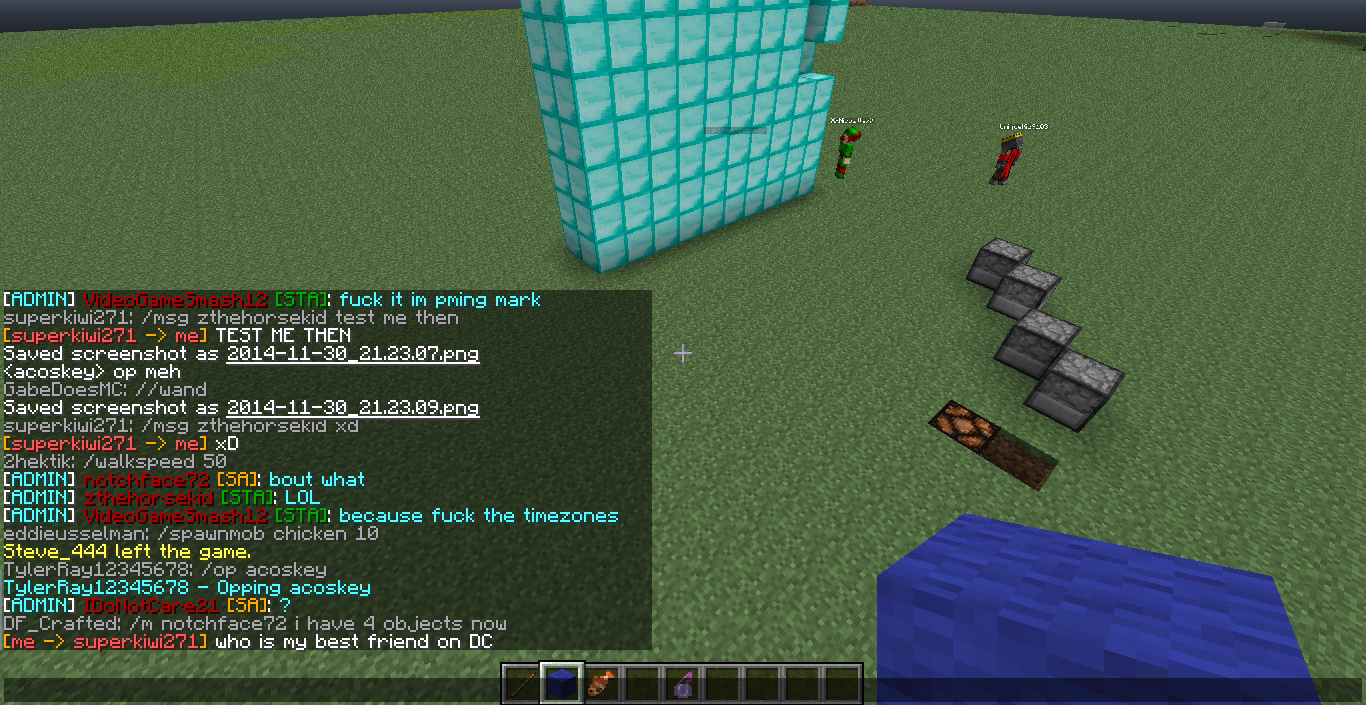 [ADMIN] VideoGameSmash12 [STA]: fuck it im pming mark
superkiwi271: /msg zthehorsekid test me then
[superkiwi271 -> me] TEST ME THEN
Saved screenshot as 2014-11-30_21.23.07.png
<acoskey> op meh
GabeDoesMC: //wand
Saved screenshot as 2014-11-30_21.23.09.png
superkiwi271: /msg zthehorsekid xd
[superkiwi271 -> me] xD
2hektik: /walkspeed 50
[ADMIN] notchface72 [SA]: bout what
[ADMIN] zthehorsekid [STA]: LOL
[ADMIN] VideoGameSmash12 [STA]: because fuck the timezones
eddieusselman: /spawnmob chicken 10
Steve_444 left the game.
TylerRay12345678: /op acoskey
TylerRay12345678 - Opping acoskey
[ADMIN] IDoNotCare21 [SA]: ?
DF_Crafted: /m notchface72 i have 4 objects now
[me -> superkiwi271] who is my best friend on DC